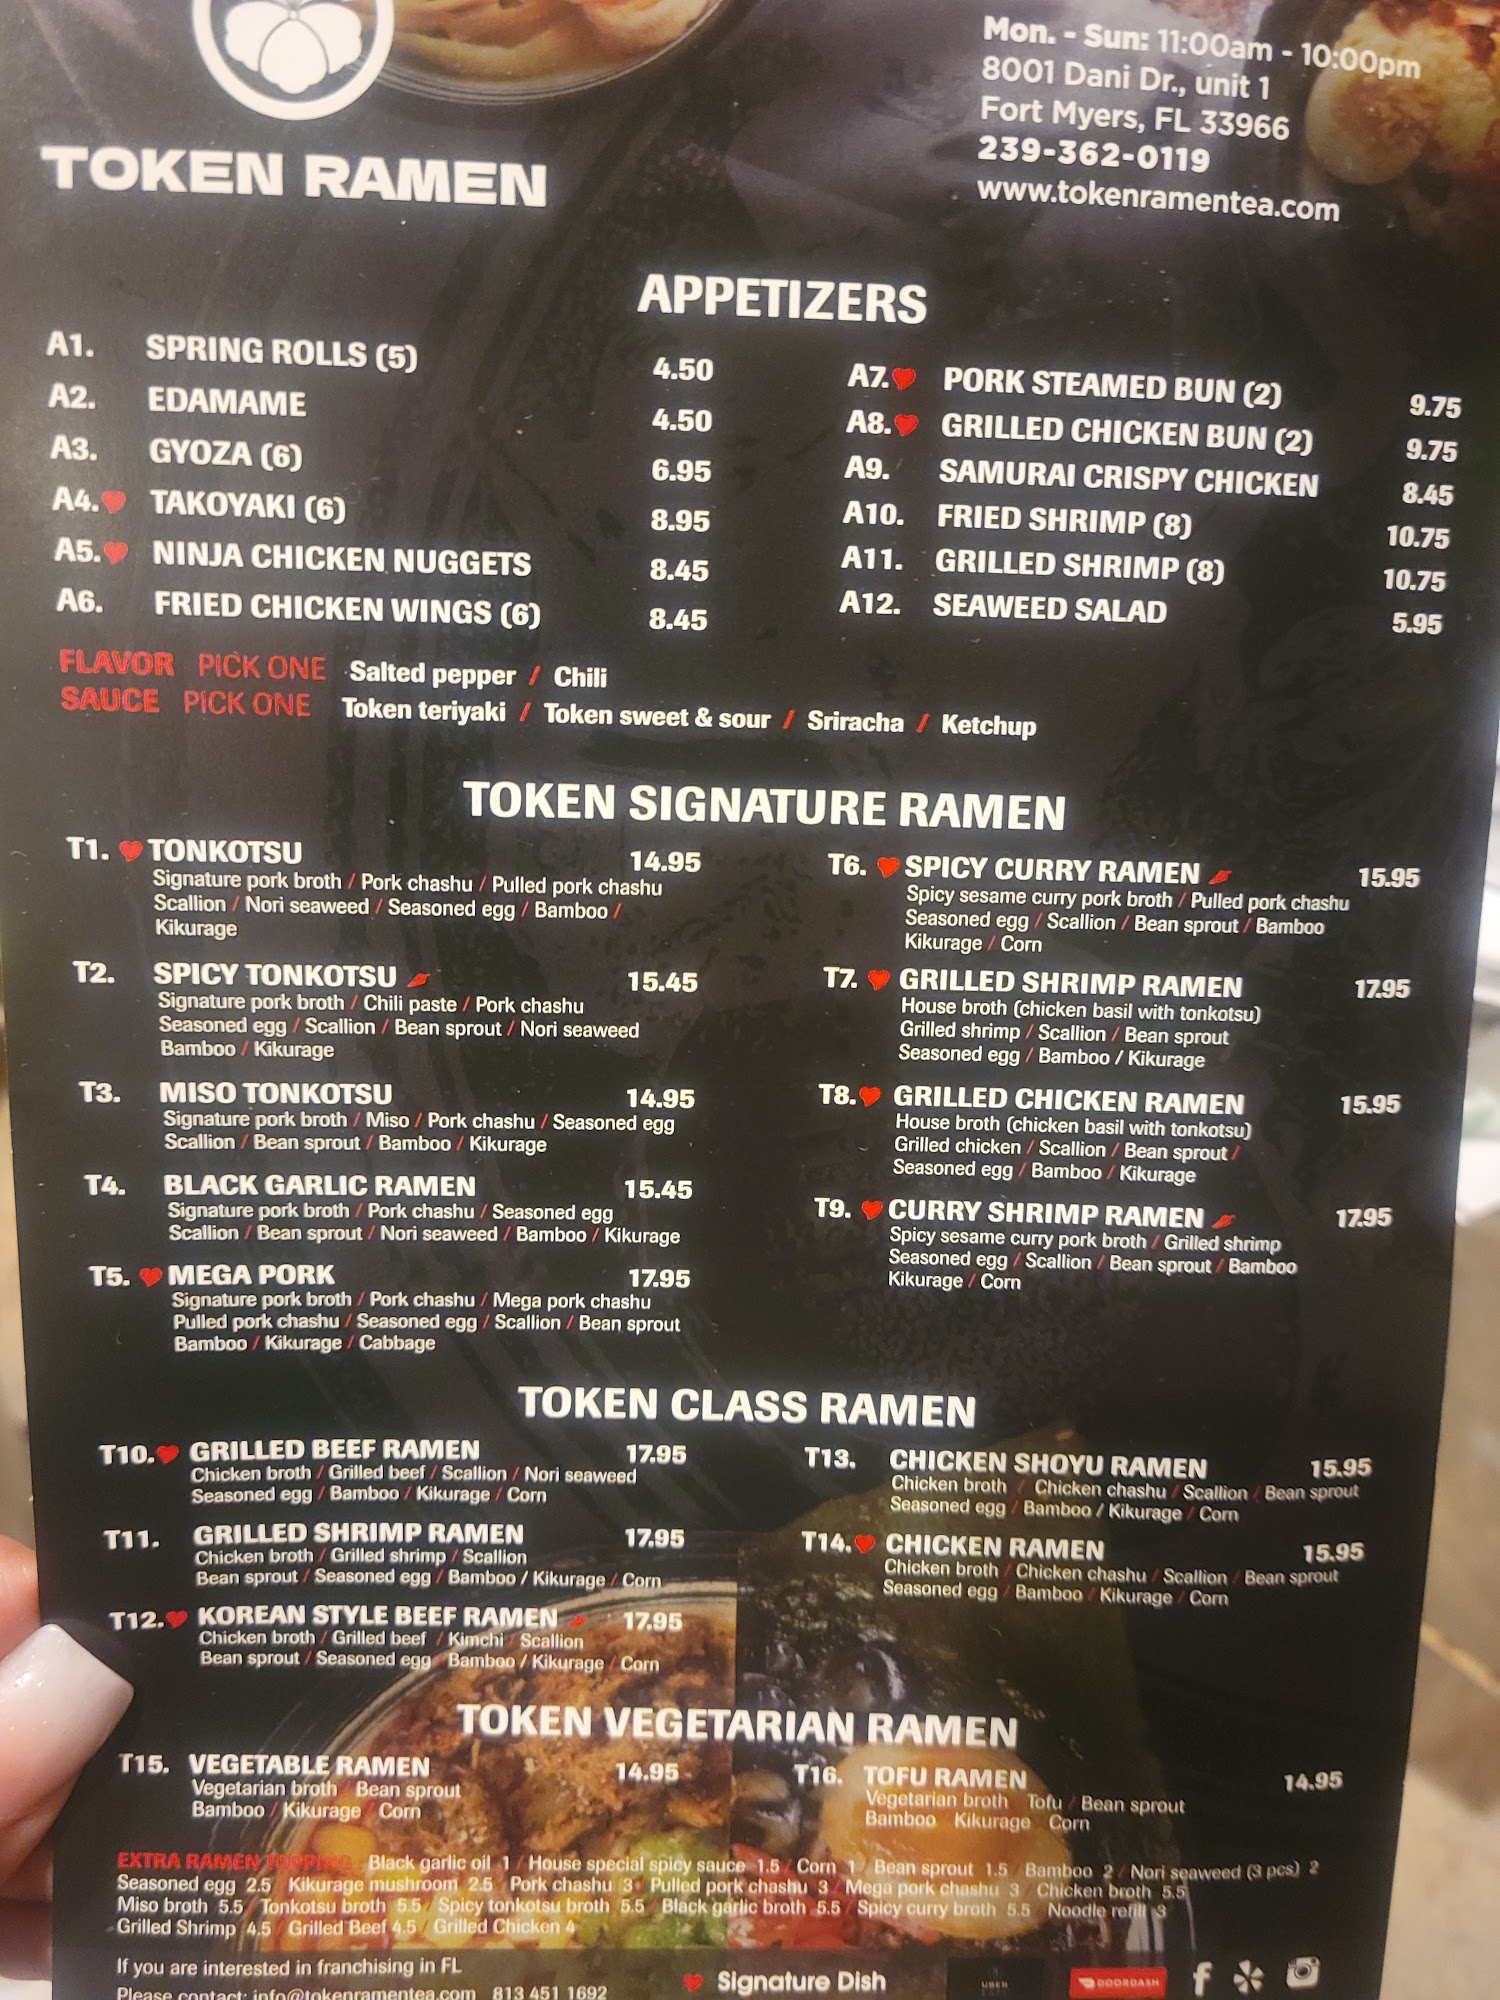 Mon. - Sun: 11:00am - 10:00pm
8001 Dani Dr., unit 1
Fort Myers, FL 33966
239-362-0119
www.tokenramentea.com
TOKEN RAMEN
APPETIZERS
A1. SPRING ROLLS (5) 4.50
A2. EDAMAME 4.50
A3. GYOZA (6) 6.95
A4. TAKOYAKI (6) 8.95
A5. NINJA CHICKEN NUGGETS 8.45
A6. FRIED CHICKEN WINGS (6) 8.45
A7. PORK STEAMED BUN (2) 9.75
A8. GRILLED CHICKEN BUN (2) 9.75
A9. SAMURAI CRISPY CHICKEN 8.45
A10. FRIED SHRIMP (8) 10.75
A11. GRILLED SHRIMP (8) 10.75
A12. SEAWEED SALAD 5.95
FLAVOR PICK ONE Salted pepper / Chili
SAUCE PICK ONE Token teriyaki / Token sweet & sour / Sriracha / Ketchup
TOKEN SIGNATURE RAMEN
T1. TONKOTSU 14.95
Signature pork broth / Pork chashu / Pulled pork chashu
Scallion / Nori seaweed / Seasoned egg / Bamboo /
Kikurage
T2. SPICY TONKOTSU 15.45
Signature pork broth / Chili paste / Pork chashu
Seasoned egg / Scallion / Bean sprout / Nori seaweed
Bamboo / Kikurage
T3. MISO TONKOTSU 14.95
Signature pork broth / Miso / Pork chashu / Seasoned egg
Scallion / Bean sprout / Bamboo / Kikurage
T4. BLACK GARLIC RAMEN 15.45
Signature pork broth / Pork chashu / Seasoned egg
Scallion / Bean sprout / Nori seaweed / Bamboo / Kikurage
T5. MEGA PORK 17.95
Signature pork broth / Pork chashu / Mega pork chashu
Pulled pork chashu / Seasoned egg / Scallion / Bean sprout
Bamboo / Kikurage / Cabbage
T6. SPICY CURRY RAMEN 15.95
Spicy sesame curry pork broth / Pulled pork chashu
Seasoned egg / Scallion / Bean sprout / Bamboo
Kikurage / Corn
T7. GRILLED SHRIMP RAMEN 17.95
House broth (chicken basil with tonkotsu)
Grilled shrimp / Scallion / Bean sprout
Seasoned egg / Bamboo / Kikurage
T8. GRILLED CHICKEN RAMEN 15.95
House broth (chicken basil with tonkotsu)
Grilled chicken / Scallion / Bean sprout /
Seasoned egg / Bamboo / Kikurage
T9. CURRY SHRIMP RAMEN 17.95
Spicy sesame curry pork broth / Grilled shrimp
Seasoned egg / Scallion / Bean sprout / Bamboo
Kikurage / Corn
TOKEN CLASS RAMEN
T10. GRILLED BEEF RAMEN 17.95
Chicken broth / Grilled beef / Scallion / Nori seaweed
Seasoned egg / Bamboo / Kikurage / Corn
T11. GRILLED SHRIMP RAMEN 17.95
Chicken broth / Grilled shrimp / Scallion
Bean sprout / Seasoned egg / Bamboo / Kikurage / Corn
T12. KOREAN STYLE BEEF RAMEN 17.95
Chicken broth / Grilled beef / Kimchi / Scallion
Bean sprout / Seasoned egg / Bamboo / Kikurage / Corn
T13. CHICKEN SHOYU RAMEN 15.95
Chicken broth / Chicken chashu / Scallion / Bean sprout
Seasoned egg / Bamboo / Kikurage / Corn
T14. CHICKEN RAMEN 15.95
Chicken broth / Chicken chashu / Scallion / Bean sprout
Seasoned egg / Bamboo / Kikurage / Corn
TOKEN VEGETARIAN RAMEN
T15. VEGETABLE RAMEN 14.95
Vegetarian broth / Bean sprout
Bamboo / Kikurage / Corn
T16. TOFU RAMEN 14.95
Vegetarian broth Tofu / Bean sprout
Bamboo Kikurage Corn
EXTRA RAMEN TOPPING Black garlic oil 1 / House special spicy sauce 1.5 / Corn 1 / Bean sprout 1.5 / Bamboo 2 / Nori seaweed (3 pcs) 2
Seasoned egg 2.5 / Kikurage mushroom 2.5 / Pork chashu 3 / Pulled pork chashu 3 / Mega pork chashu 3 / Chicken broth 5.5
Miso broth 5.5 / Tonkotsu broth 5.5 / Spicy tonkotsu broth 5.5 / Black garlic broth 5.5 / Spicy curry broth 5.5 Noodle refill 3
Grilled Shrimp 4.5 / Grilled Beef 4.5 / Grilled Chicken 4
If you are interested in franchising in FL
Please contact: info@tokenramentea.com 813 451 1692
Signature Dish
UBER
DOORDASH